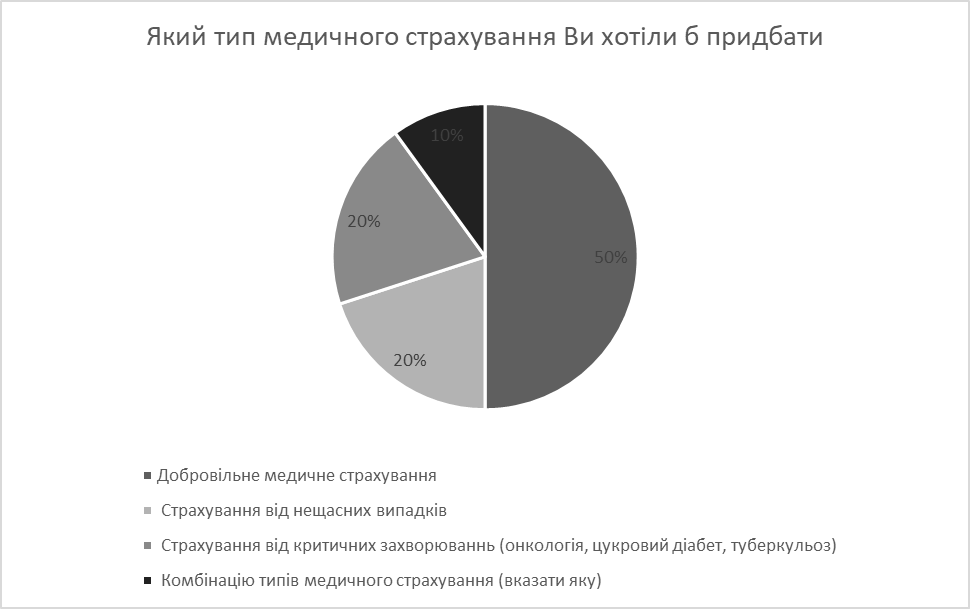 Який тип медичного страхування Ви хотіли б придбати
10%
20%
50%
20%
Добровільне медичне страхування
Страхування від нещасних випадків
Страхування від критичних захворюваннь (онкологія, цукровий діабет, туберкульоз)
Комбінацію типів медичного страхування (вказати яку)